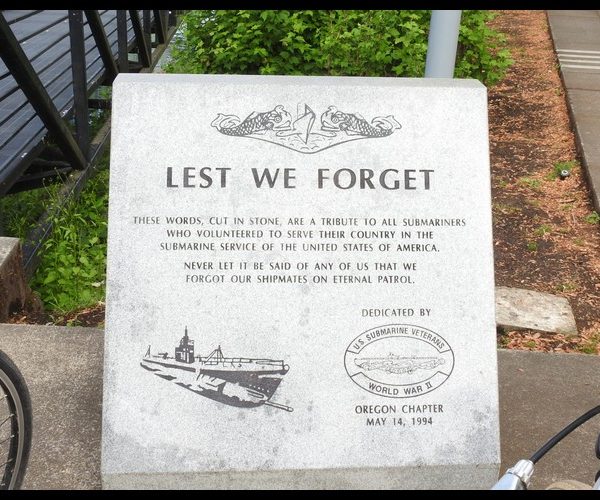 LEST WE FORGET
THESE WORDS, CUT IN STONE, ARE A TRIBUTE TO ALL SUBMARINERS
WHO VOLUNTEERED TO SERVE THEIR COUNTRY IN THE
SUBMARINE SERVICE OF THE UNITED STATES OF AMERICA.
NEVER LET IT BE SAID OF ANY OF US THAT WE
FORGOT OUR SHIPMATES ON ETERNAL PATROL.
DEDICATED BY
U.S. SUBMARINE VETERANS
WORLD WAR II
OREGON CHAPTER
MAY 14, 1994